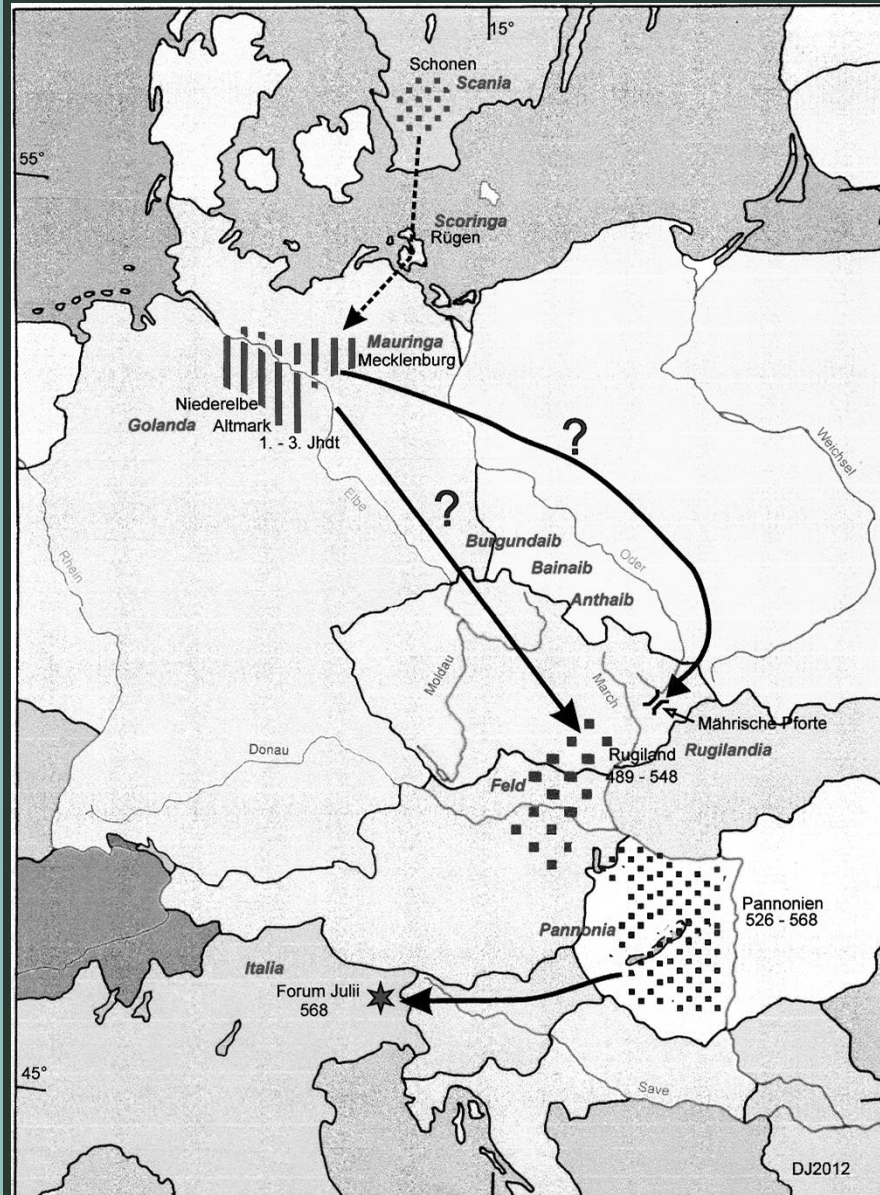 15°
Schonen
Scania
55°
Scoringa
Rügen
Mauringa
Mecklenburg
Niederelbe
Golanda
Altmark
1. - 3. Jhdt
?
Weichsel
?
Elbe
Burgundaib
Oder
Rhein
Bainaib
Anthaib
Moldau
March
Mährische Pforte
Donau
Rugiland
Rugilandia
489 - 548
Feld
Pannonien
526 - 568
Pannonia
Italia
Forum Julii
568
45°
Save
DJ2012